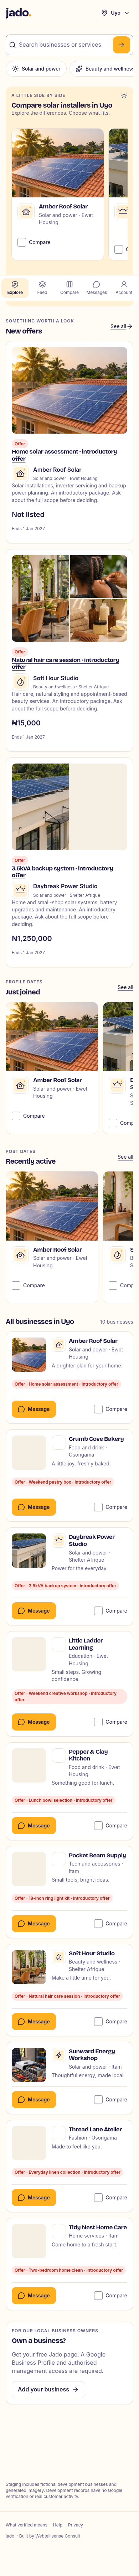 jado.
Uyo
Search businesses or services
Solar and power
Beauty and wellness
A LITTLE SIDE BY SIDE
Compare solar installers in Uyo
Explore the differences. Choose what fits.
Amber Roof Solar
Solar and power · Ewet
Housing
Compare
Explore
Feed
Compare
Messages
Account
SOMETHING WORTH A LOOK
New offers
See all
Offer
Home solar assessment · introductory
offer
Amber Roof Solar
Solar and power · Ewet Housing
Solar installations, inverter servicing and backup
power planning. An introductory package. Ask
about the full scope before deciding.
Not listed
Ends 1 Jan 2027
Offer
Natural hair care session · introductory
offer
Soft Hour Studio
Beauty and wellness · Shelter Afrique
Hair care, natural styling and appointment-based
beauty services. An introductory package. Ask
about the full scope before deciding.
₦15,000
Ends 1 Jan 2027
Offer
3.5kVA backup system · introductory
offer
Daybreak Power Studio
Solar and power · Shelter Afrique
Home and small-shop solar systems, battery
upgrades and maintenance. An introductory
package. Ask about the full scope before
deciding.
₦1,250,000
Ends 1 Jan 2027
PROFILE DATES
Just joined
See all
Amber Roof Solar
Solar and power · Ewet
Housing
Compare
POST DATES
Recently active
See all
Amber Roof Solar
Solar and power · Ewet
Housing
Compare
All businesses in Uyo
10 businesses
Amber Roof Solar
Solar and power · Ewet
Housing
A brighter plan for your home.
Offer · Home solar assessment · introductory offer
Message
Compare
Crumb Cove Bakery
Food and drink ·
Osongama
A little joy, freshly baked.
Offer · Weekend pastry box · introductory offer
Message
Compare
Daybreak Power
Studio
Solar and power ·
Shelter Afrique
Power for the everyday.
Offer · 3.5kVA backup system · introductory offer
Message
Compare
Little Ladder
Learning
Education · Ewet
Housing
Small steps. Growing
confidence.
Offer · Weekend creative workshop · introductory
offer
Message
Compare
Pepper & Clay
Kitchen
Food and drink · Ewet
Housing
Something good for lunch.
Offer · Lunch bowl selection · introductory offer
Message
Compare
Pocket Beam Supply
Tech and accessories ·
Itam
Small tools, bright ideas.
Offer · 18-inch ring light kit · introductory offer
Message
Compare
Soft Hour Studio
Beauty and wellness ·
Shelter Afrique
Make a little time for you.
Offer · Natural hair care session · introductory offer
Message
Compare
Sunward Energy
Workshop
Solar and power · Itam
Thoughtful energy, made local.
Message
Compare
Thread Lane Atelier
Fashion · Osongama
Made to feel like you.
Offer · Everyday linen collection · introductory offer
Message
Compare
Tidy Nest Home Care
Home services · Itam
Come home to a fresh start.
Offer · Two-bedroom home clean · introductory offer
Message
Compare
FOR OUR LOCAL BUSINESS OWNERS
Own a business?
Get your free Jado page. A Google
Business Profile and authorised
management access are required.
Add your business
Staging includes fictional development businesses and
generated imagery. Development records have no Google
verification or real customer activity.
What verified means
Help
Privacy
jado. · Built by Webtallisense Consult